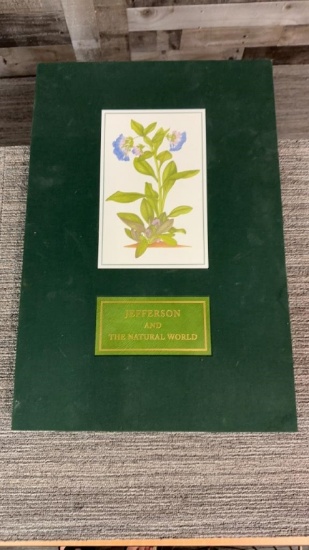 JEFFERSON
AND
THE NATURAL WORLD